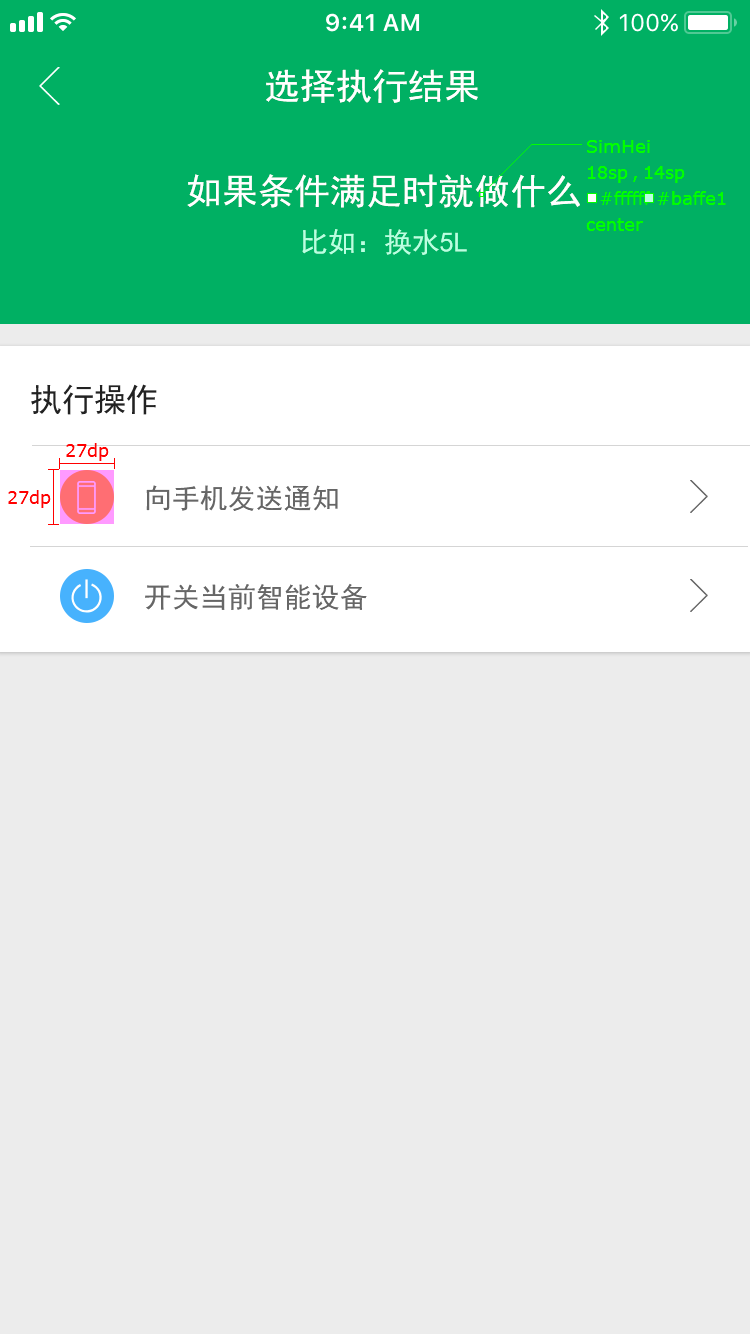 9:41 AM 100%
选择执行结果
SimHei
18sp , 14sp
如果条件满足时就做什么
#ffffff #baffe1
center
比如：换水5L
执行操作
27dp
27dp
向手机发送通知
开关当前智能设备